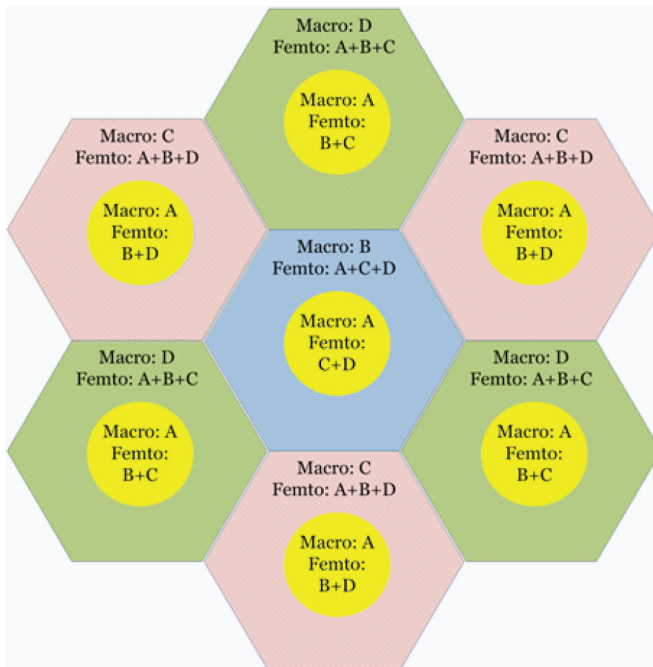 Macro: D
Femto: A+B+C
Macro: A
Femto:
B+C
Macro: C
Femto: A+B+D
Macro: A
Femto:
B+D
Macro: C
Femto: A+B+D
Macro: A
Femto:
B+D
Macro: B
Femto: A+C+D
Macro: A
Femto:
C+D
Macro: D
Femto: A+B+C
Macro: A
Femto:
B+C
Macro: D
Femto: A+B+C
Macro: A
Femto:
B+C
Macro: C
Femto: A+B+D
Macro: A
Femto:
B+D